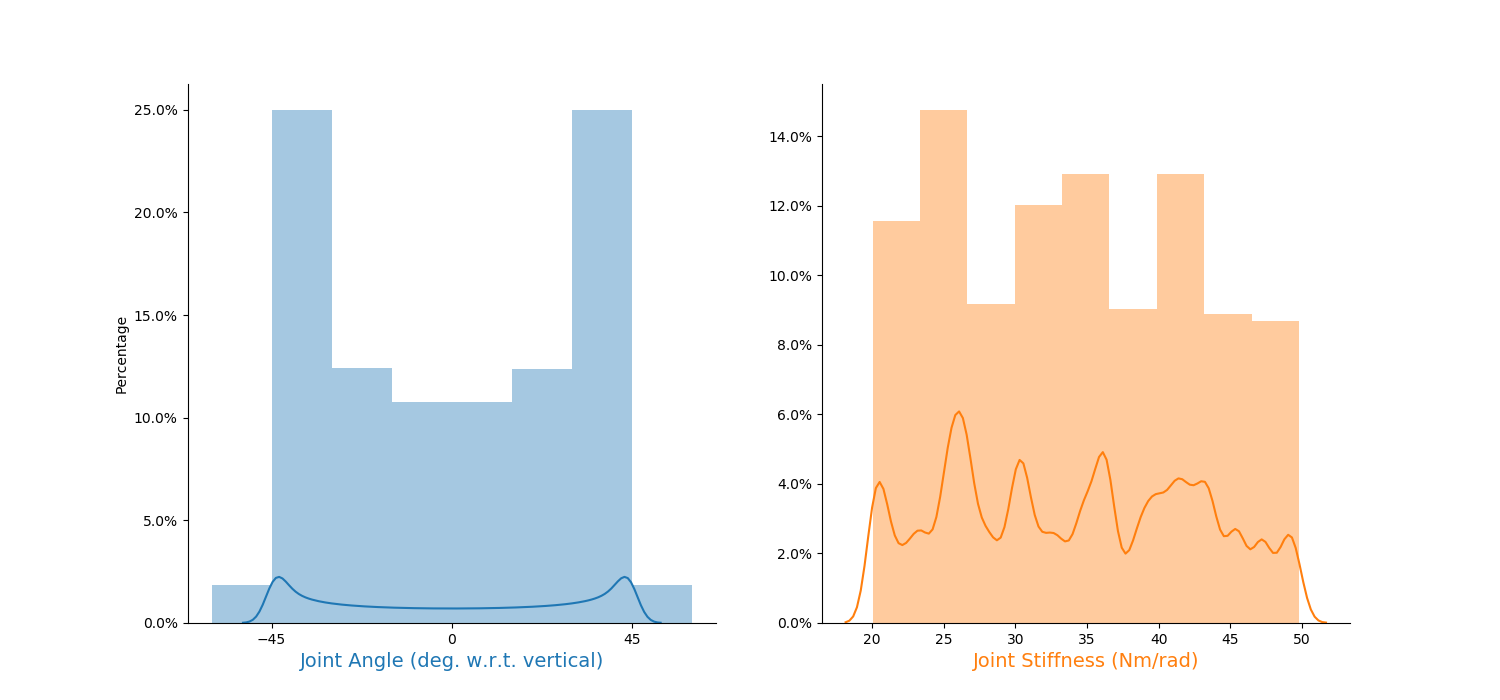 Percentage
25.0%
20.0%
15.0%
10.0%
5.0%
0.0%
−45 0 45
Joint Angle (deg. w.r.t. vertical)
14.0%
12.0%
10.0%
8.0%
6.0%
4.0%
2.0%
0.0%
20 25 30 35 40 45 50
Joint Stiffness (Nm/rad)